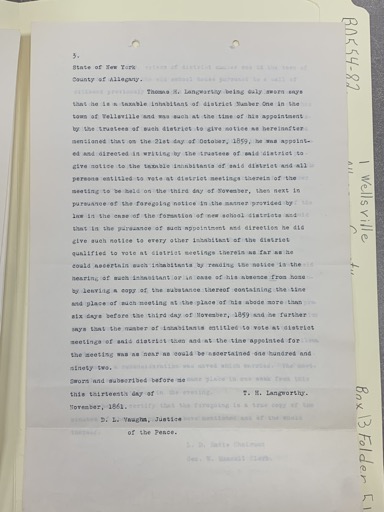 5.
State of New York
County of Allegany.
Thomas H. Langworthy being duly sworn says
that he is a taxable inhabitant of district Number One in the
town of Wellsville and was such at the time of his appointment
by the trustees of such district to give notice as hereinafter
mentioned that on the 21st day of October, 1859, he was appoint-
ed and directed in writing by the trustees of said district to
give notice to the taxable inhabitants of said district and all
persons entitled to vote at district meetings therein of the
meeting to be held on the third day of November, then next in
pursuance of the foregoing notice in the manner provided by
law in the case of the formation of new school districts and
that in the pursuance of such appointment and direction he did
give such notice to every other inhabitant of the district
qualified to vote at district meetings therein as far as he
could ascertain such inhabitants by reading the notice in the
hearing of such inhabitant or in case of his absence from home
by leaving a copy of the substance thereof containing the time
and place of such meeting at the place of his abode more than
six days before the third day of November, 1859 and he further
says that the number of inhabitants entitled to vote at district
meetings of said district then and at the time appointed for
the meeting was as near as could be ascertained one hundred and
ninety two.
Sworn and subscribed before me
this thirteenth day of T. H. Langworthy.
November, 1861.
D. L. Vaughn, Justice
of the Peace.
1 Wellsville
Box 13 Folder 51